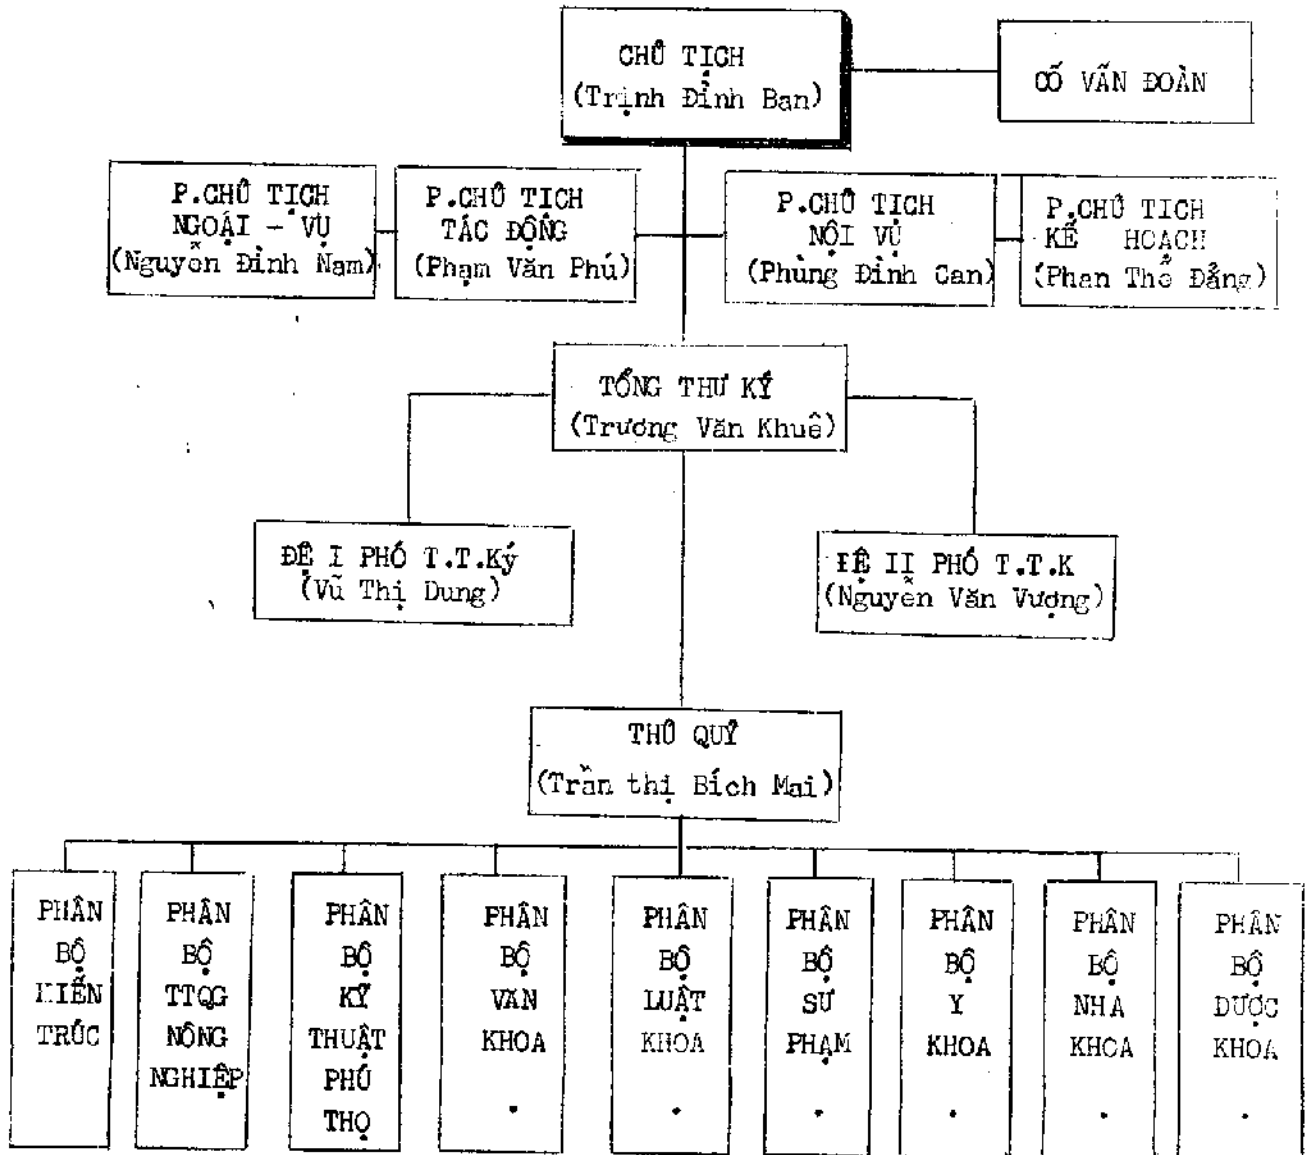 CHỦ TỊCH
(Trịnh Đình Ban)
CỐ VẤN ĐOÀN
P.CHỦ TỊCH
NGOẠI - VỤ
(Nguyễn Đình Nam)
P.CHỦ TỊCH
TÁC ĐỘNG
(Phạm Văn Phú)
P.CHỦ TỊCH
NỘI VỤ
(Phùng Đình Can)
P.CHỦ TỊCH
KẾ HOẠCH
(Phan Thế Đẳng)
TỔNG THƯ KÝ
(Trương Văn Khuê)
ĐỆ I PHÓ T.T.Ký
(Vũ Thị Dung)
ĐỆ II PHÓ T.T.K
(Nguyễn Văn Vượng)
THỦ QUỸ
(Trần thị Bích Mai)
PHÂN
BỘ
KIẾN
TRÚC
PHÂN
BỘ
TTQG
NÔNG
NGHIỆP
PHÂN
BỘ
KỸ
THUẬT
PHÚ
THỌ
PHÂN
BỘ
VĂN
KHOA
PHÂN
BỘ
LUẬT
KHOA
PHÂN
BỘ
SƯ
PHẠM
PHÂN
BỘ
Y
KHOA
PHÂN
BỘ
NHA
KHOA
PHÂN
BỘ
DƯỢC
KHOA